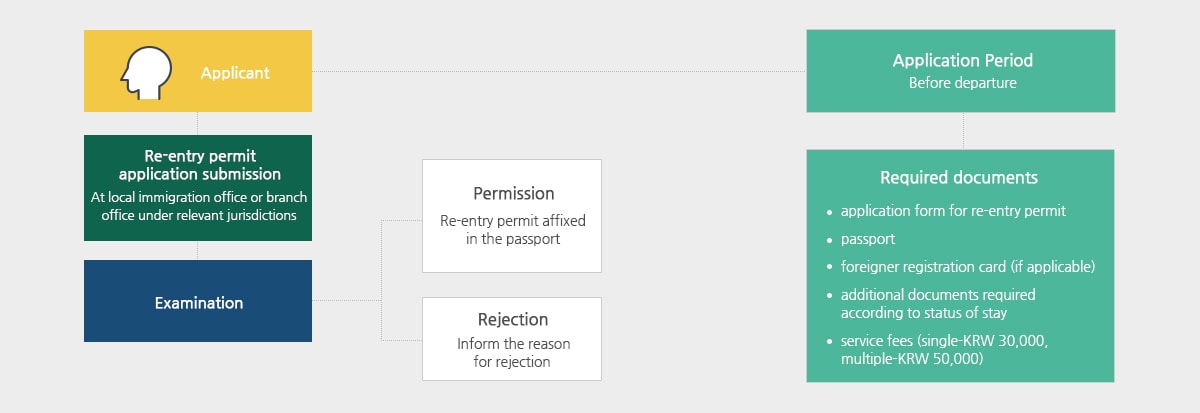 Applicant
Re-entry permit
application submission
At local immigration office or branch
office under relevant jurisdictions
Examination
Permission
Re-entry permit affixed
in the passport
Rejection
Inform the reason
for rejection
Application Period
Before departure
Required documents
• application form for re-entry permit
• passport
• foreigner registration card (if applicable)
• additional documents required
according to status of stay
• service fees (single-KRW 30,000,
multiple-KRW 50,000)